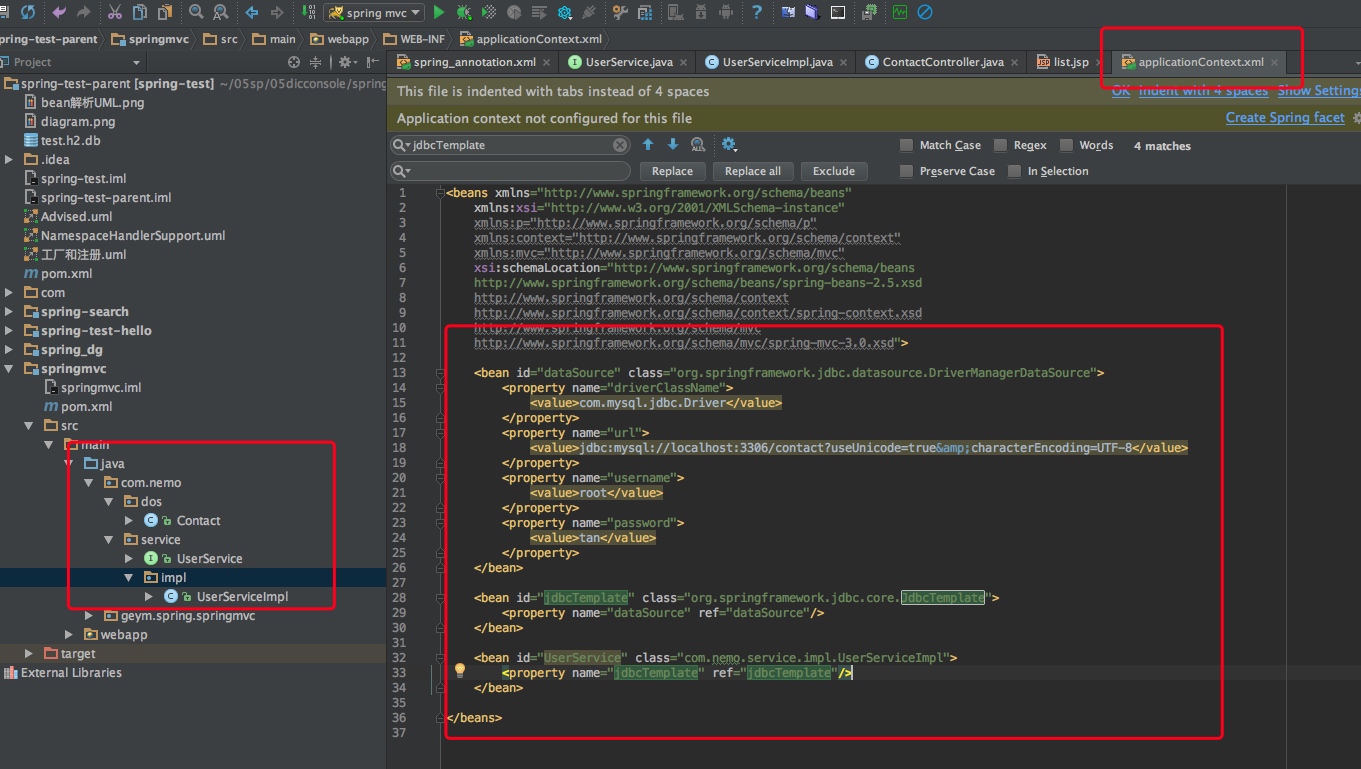 spring mvc
pring-test-parent springmvc src main webapp WEB-INF applicationContext.xml
Project
spring_annotation.xml UserService.java UserServiceImpl.java ContactController.java list.jsp applicationContext.xml
spring-test-parent [spring-test] ~/05sp/05dicconsole/spring
bean解析UML.png
diagram.png
test.h2.db
.idea
spring-test.iml
spring-test-parent.iml
Advised.uml
NamespaceHandlerSupport.uml
工厂和注册.uml
pom.xml
com
spring-search
spring-test-hello
spring_dg
springmvc
springmvc.iml
pom.xml
src
main
java
com.nemo
dos
Contact
service
UserService
impl
UserServiceImpl
geym.spring.springmvc
webapp
target
External Libraries
This file is indented with tabs instead of 4 spaces OK Indent with 4 spaces Show Settings
Application context not configured for this file Create Spring facet
jdbcTemplate Match Case Regex Words 4 matches
Replace Replace all Exclude Preserve Case In Selection
1 <beans xmlns="http://www.springframework.org/schema/beans"
2 xmlns:xsi="http://www.w3.org/2001/XMLSchema-instance"
3 xmlns:p="http://www.springframework.org/schema/p"
4 xmlns:context="http://www.springframework.org/schema/context"
5 xmlns:mvc="http://www.springframework.org/schema/mvc"
6 xsi:schemaLocation="http://www.springframework.org/schema/beans
7 http://www.springframework.org/schema/beans/spring-beans-2.5.xsd
8 http://www.springframework.org/schema/context
9 http://www.springframework.org/schema/context/spring-context.xsd
10 http://www.springframework.org/schema/mvc
11 http://www.springframework.org/schema/mvc/spring-mvc-3.0.xsd">
12
13 <bean id="dataSource" class="org.springframework.jdbc.datasource.DriverManagerDataSource">
14 <property name="driverClassName">
15 <value>com.mysql.jdbc.Driver</value>
16 </property>
17 <property name="url">
18 <value>jdbc:mysql://localhost:3306/contact?useUnicode=true&amp;characterEncoding=UTF-8</value>
19 </property>
20 <property name="username">
21 <value>root</value>
22 </property>
23 <property name="password">
24 <value>tan</value>
25 </property>
26 </bean>
27
28 <bean id="jdbcTemplate" class="org.springframework.jdbc.core.JdbcTemplate">
29 <property name="dataSource" ref="dataSource"/>
30 </bean>
31
32 <bean id="UserService" class="com.nemo.service.impl.UserServiceImpl">
33 <property name="jdbcTemplate" ref="jdbcTemplate"/>
34 </bean>
35
36 </beans>
37